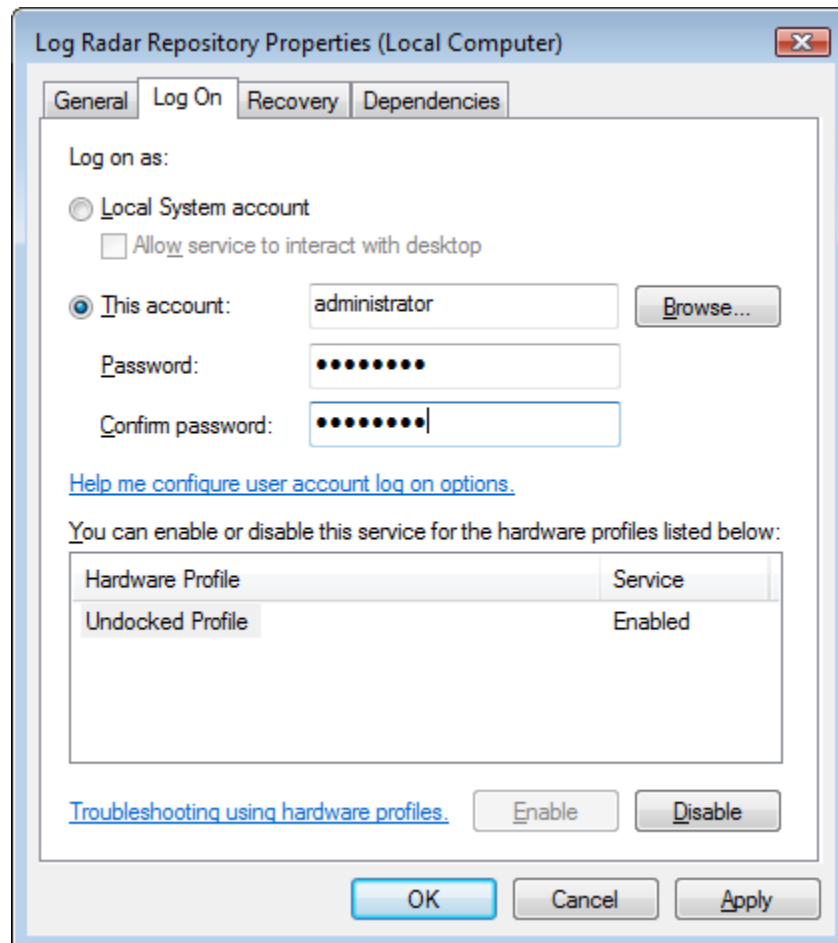 Log Radar Repository Properties (Local Computer)
General Log On Recovery Dependencies
Log on as:
Local System account
Allow service to interact with desktop
This account: administrator Browse...
Password: ●●●●●●●●
Confirm password: ●●●●●●●●
Help me configure user account log on options.
You can enable or disable this service for the hardware profiles listed below:
Hardware Profile Service
Undocked Profile Enabled
Troubleshooting using hardware profiles. Enable Disable
OK Cancel Apply